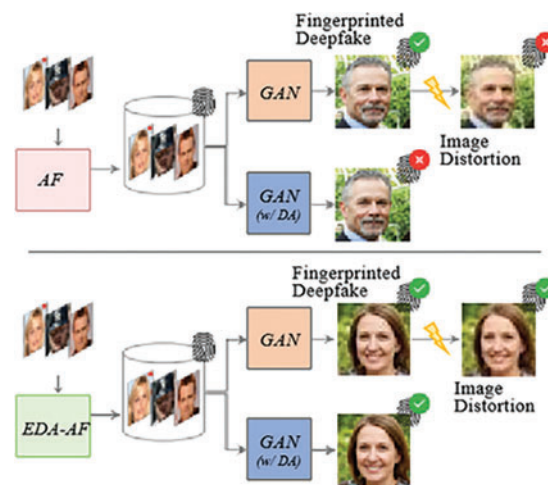 Fingerprinted
Deepfake
GAN
AF
Image
Distortion
GAN
(w/ DA)
Fingerprinted
Deepfake
GAN
EDA-AF
Image
Distortion
GAN
(w/ DA)